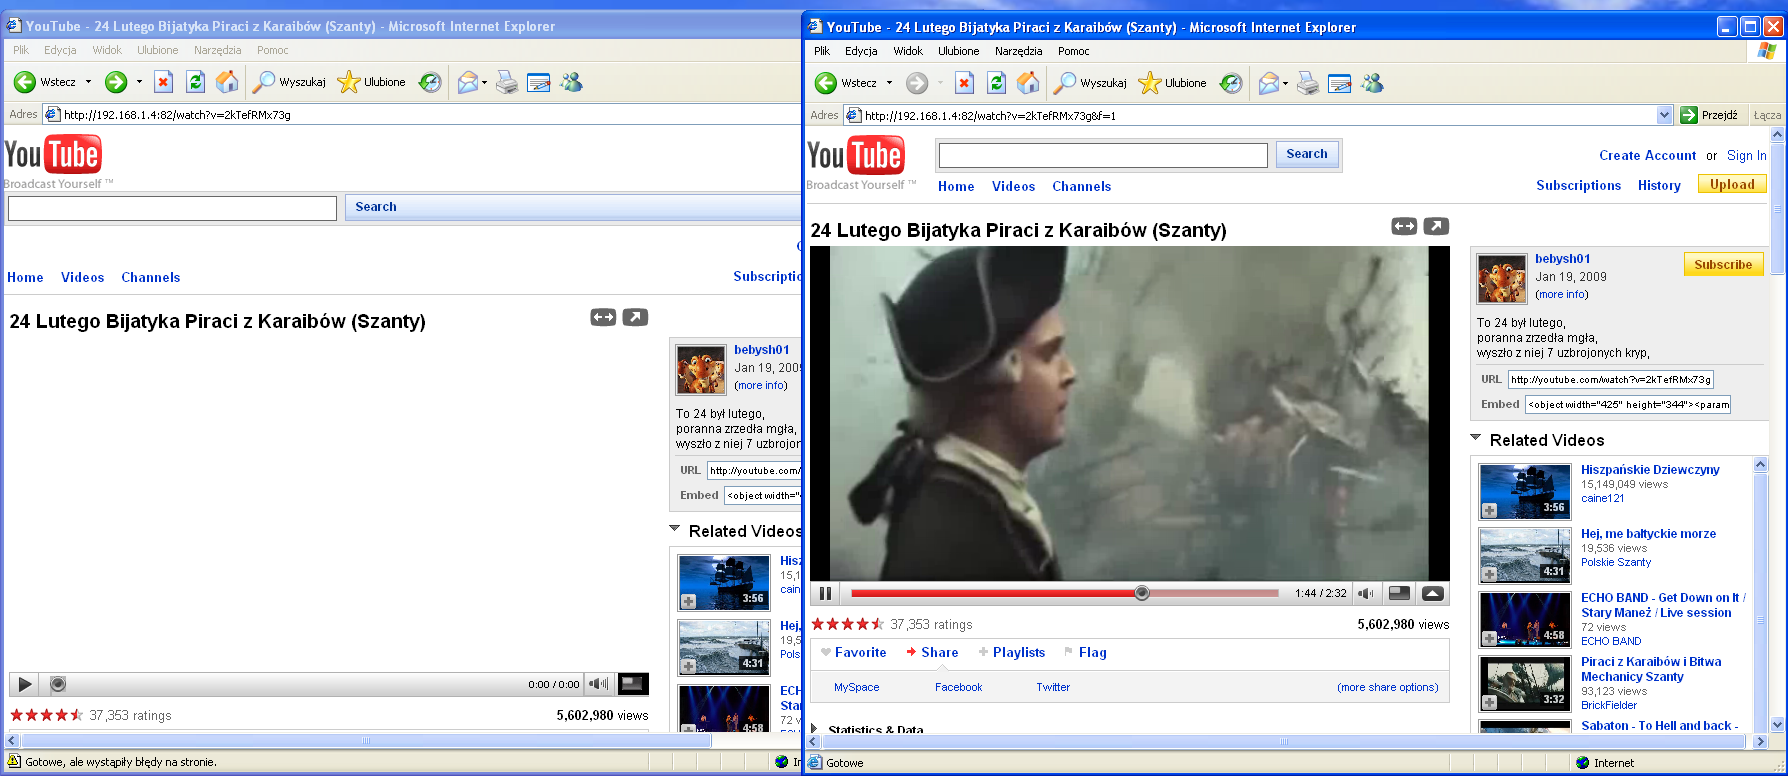 YouTube - 24 Lutego Bijatyka Piraci z Karaibów (Szanty) - Microsoft Internet Explorer
Plik Edycja Widok Ulubione Narzędzia Pomoc
Wstecz Wyszukaj Ulubione
Adres http://192.168.1.4:82/watch?v=2kTefRMx73g
YouTube
Broadcast Yourself ™
Search
Home Videos Channels Subscriptio
24 Lutego Bijatyka Piraci z Karaibów (Szanty)
bebysh01
Jan 19, 2009
(more info)
To 24 był lutego,
poranna zrzedła mgła,
wyszło z niej 7 uzbrojon
URL http://youtube.com/
Embed <object width="4
Related Videos
3:56
His
15,1
cain
4:31
Hej,
19,5
Pols
4:58
ECH
Sta
72 v
0:00 / 0:00
37,353 ratings 5,602,980 views
Gotowe, ale wystąpiły błędy na stronie. In
YouTube - 24 Lutego Bijatyka Piraci z Karaibów (Szanty) - Microsoft Internet Explorer
Plik Edycja Widok Ulubione Narzędzia Pomoc
Wstecz Wyszukaj Ulubione
Adres http://192.168.1.4:82/watch?v=2kTefRMx73g&f=1 Przejdź Łącza
YouTube
Broadcast Yourself ™
Search
Create Account or Sign In
Home Videos Channels
Subscriptions History Upload
24 Lutego Bijatyka Piraci z Karaibów (Szanty)
1:44 / 2:32
37,353 ratings 5,602,980 views
Favorite Share Playlists Flag
MySpace Facebook Twitter (more share options)
Statistics & Data
bebysh01 Subscribe
Jan 19, 2009
(more info)
To 24 był lutego,
poranna zrzedła mgła,
wyszło z niej 7 uzbrojonych kryp,
URL http://youtube.com/watch?v=2kTefRMx73g
Embed <object width="425" height="344"><param
Related Videos
3:56
Hiszpańskie Dziewczyny
15,149,049 views
caine121
4:31
Hej, me bałtyckie morze
19,536 views
Polskie Szanty
4:58
ECHO BAND - Get Down on It /
Stary Maneż / Live session
72 views
ECHO BAND
3:32
Piraci z Karaibów i Bitwa
Mechanicy Szanty
93,123 views
BrickFielder
Sabaton - To Hell and back -
Gotowe Internet